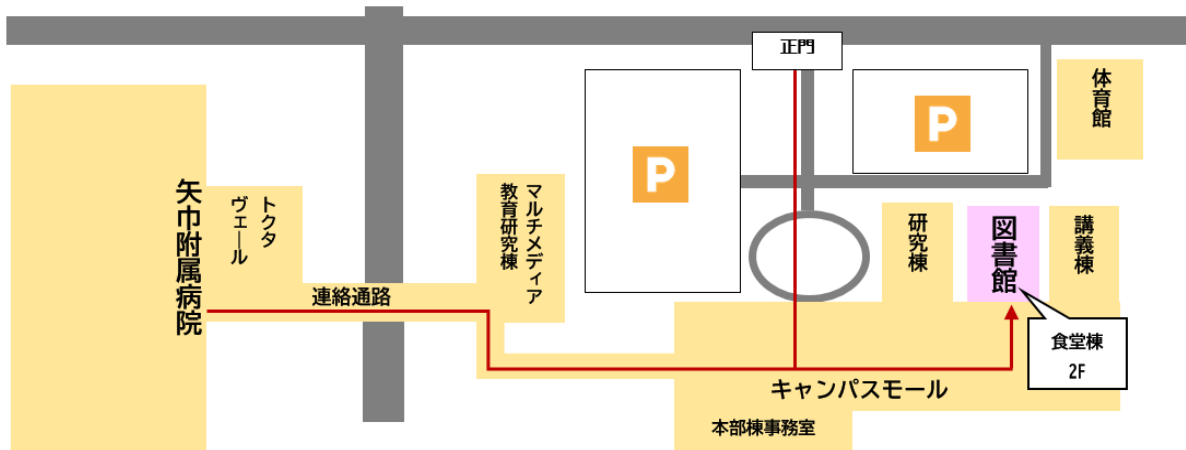 正門
体育館
P
P
矢巾附属病院
トクタ
ヴェール
マルチメディア
教育研究棟
研究棟
図書館
講義棟
連絡通路
食堂棟
2F
キャンパスモール
本部棟事務室